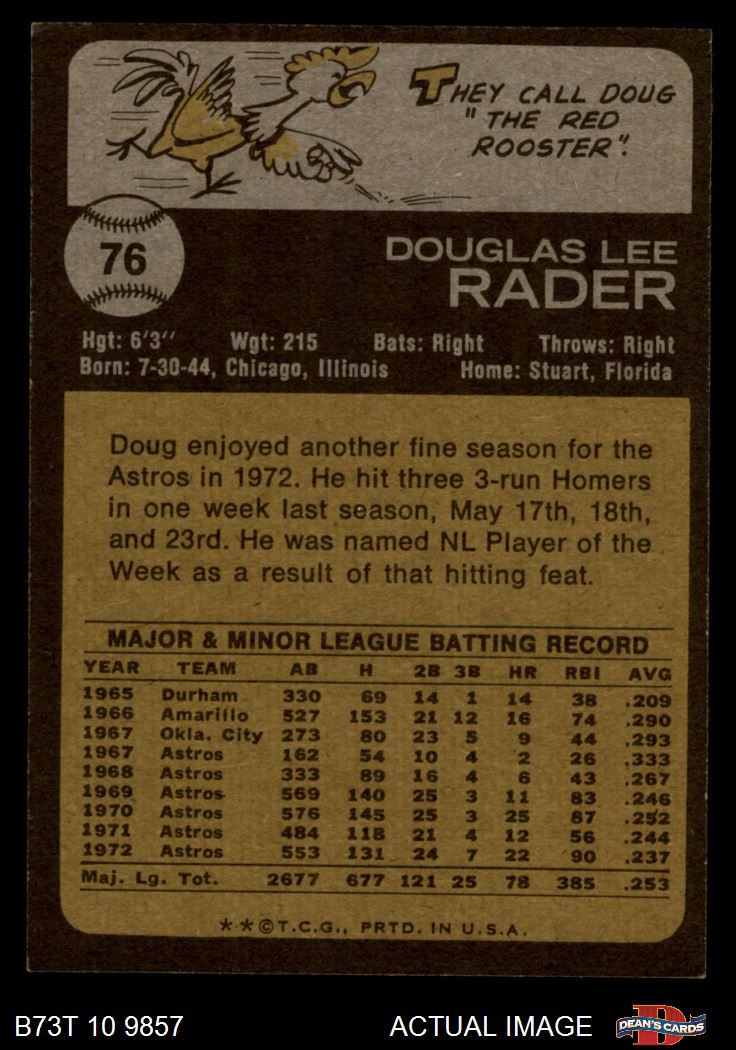 THEY CALL DOUG
"THE RED
ROOSTER".
76
DOUGLAS LEE
RADER
Hgt: 6'3" Wgt: 215 Bats: Right Throws: Right
Born: 7-30-44, Chicago, Illinois Home: Stuart, Florida
Doug enjoyed another fine season for the
Astros in 1972. He hit three 3-run Homers
in one week last season, May 17th, 18th,
and 23rd. He was named NL Player of the
Week as a result of that hitting feat.
MAJOR & MINOR LEAGUE BATTING RECORD
YEAR TEAM AB H 2B 3B HR RBI AVG
1965 Durham 330 69 14 1 14 38 .209
1966 Amarillo 527 153 21 12 16 74 .290
1967 Okla. City 273 80 23 5 9 44 .293
1967 Astros 162 54 10 4 2 26 .333
1968 Astros 333 89 16 4 6 43 .267
1969 Astros 569 140 25 3 11 83 .246
1970 Astros 576 145 25 3 25 87 .252
1971 Astros 484 118 21 4 12 56 .244
1972 Astros 553 131 24 7 22 90 .237
Maj. Lg. Tot. 2677 677 121 25 78 385 .253
**©T.C.G., PRTD. IN U.S.A.
B73T 10 9857 ACTUAL IMAGE D DEAN'S CARDS